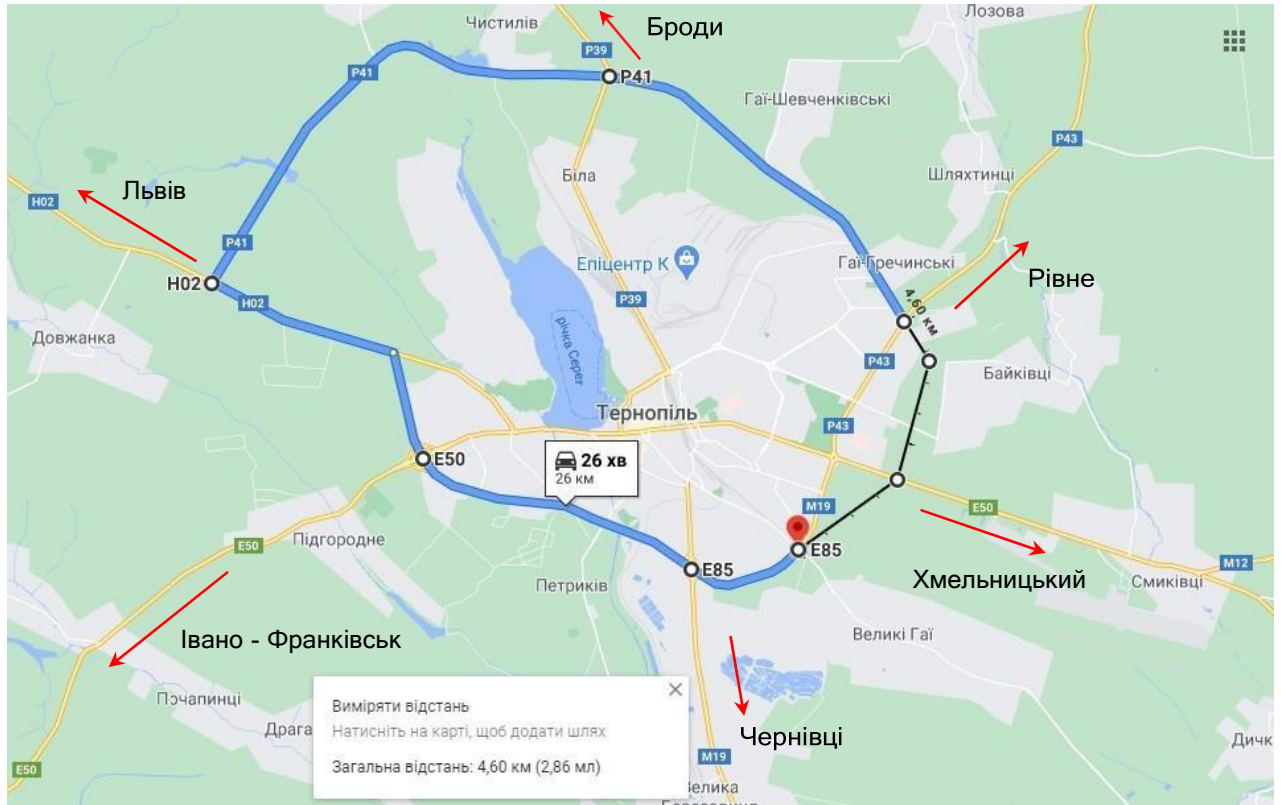 Лозова
Чистилів
Броди
P39
P41
P41
Гаї-Шевченківські
P43
Шляхтинці
Біла
Львів
H02
P41
Гаї-Гречинські
Епіцентр К
Рівне
H02
H02
P39
4,60 км
річка Серет
Довжанка
P43
Байківці
Тернопіль
P43
E50
26 хв
26 км
M19
E50
Підгородне
E50
E85
E85
Петриків
Хмельницький
M12
Смиківці
Великі Гаї
Івано - Франківськ
Почапинці
Виміряти відстань
Натисніть на карті, щоб додати шлях
Загальна відстань: 4,60 км (2,86 мл)
Драга
Чернівці
Дичк
E50
M19
Велика